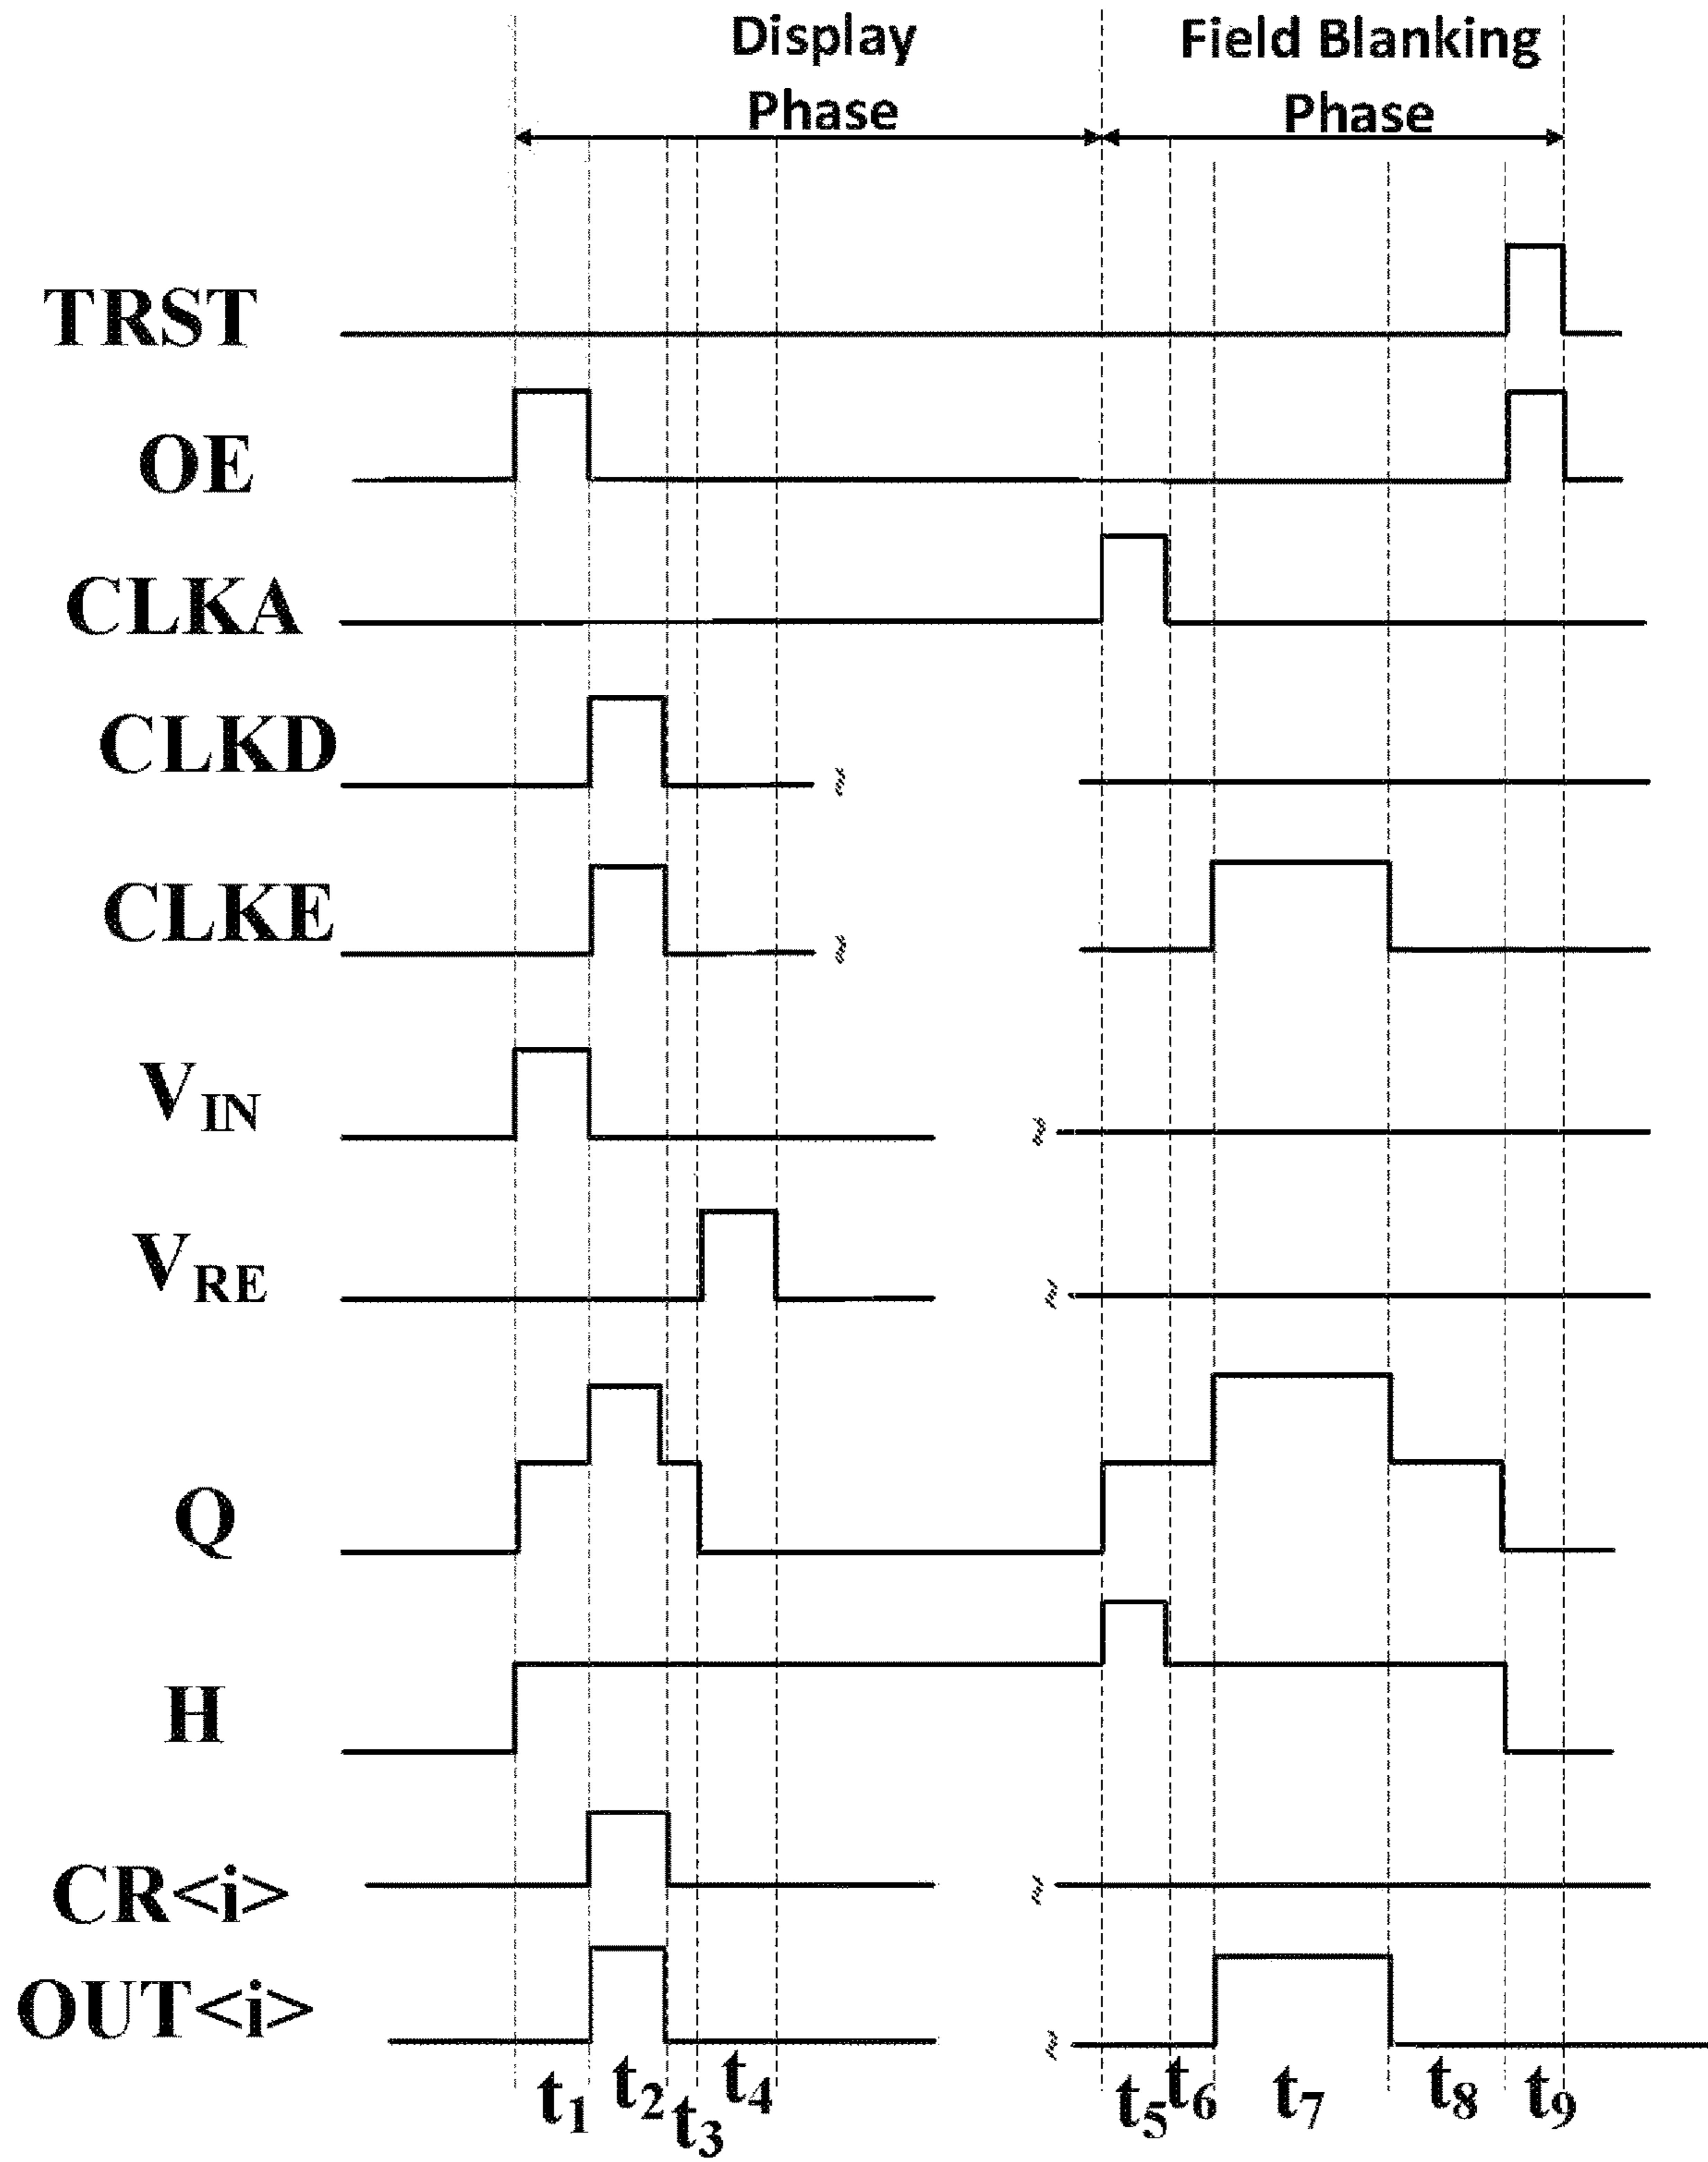 Display
Phase
Field Blanking
Phase
TRST
OE
CLKA
CLKD
CLKE
VIN
VRE
Q
H
CR<i>
OUT<i>
t1 t2 t3 t4 t5 t6 t7 t8 t9